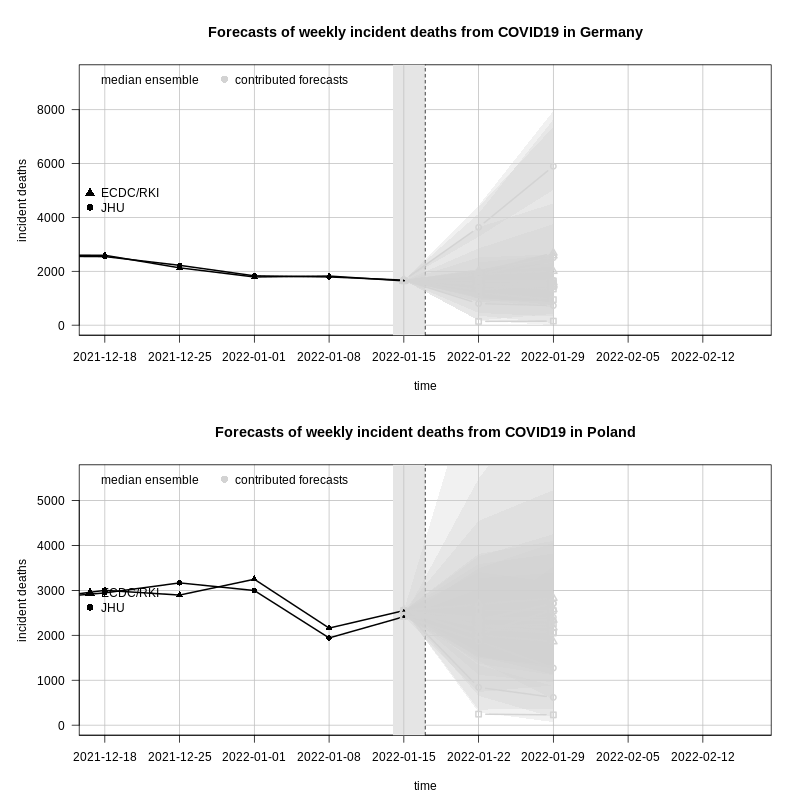 Forecasts of weekly incident deaths from COVID19 in Germany
median ensemble contributed forecasts
8000
6000
4000
2000
0
incident deaths
ECDC/RKI
JHU
2021-12-18 2021-12-25 2022-01-01 2022-01-08 2022-01-15 2022-01-22 2022-01-29 2022-02-05 2022-02-12
time
Forecasts of weekly incident deaths from COVID19 in Poland
median ensemble contributed forecasts
5000
4000
3000
2000
1000
0
incident deaths
ECDC/RKI
JHU
2021-12-18 2021-12-25 2022-01-01 2022-01-08 2022-01-15 2022-01-22 2022-01-29 2022-02-05 2022-02-12
time